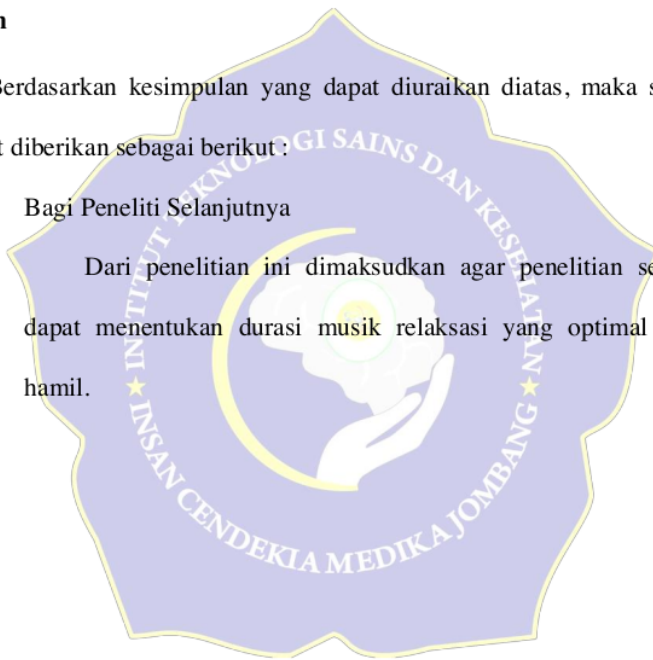 n
Berdasarkan kesimpulan yang dapat diuraikan diatas, maka s
t diberikan sebagai berikut :
Bagi Peneliti Selanjutnya
Dari penelitian ini dimaksudkan agar penelitian se
dapat menentukan durasi musik relaksasi yang optimal
hamil.
INSTITUT TEKNOLOGI SAINS DAN KESEHATAN
INSAN CENDEKIA MEDIKA JOMBANG